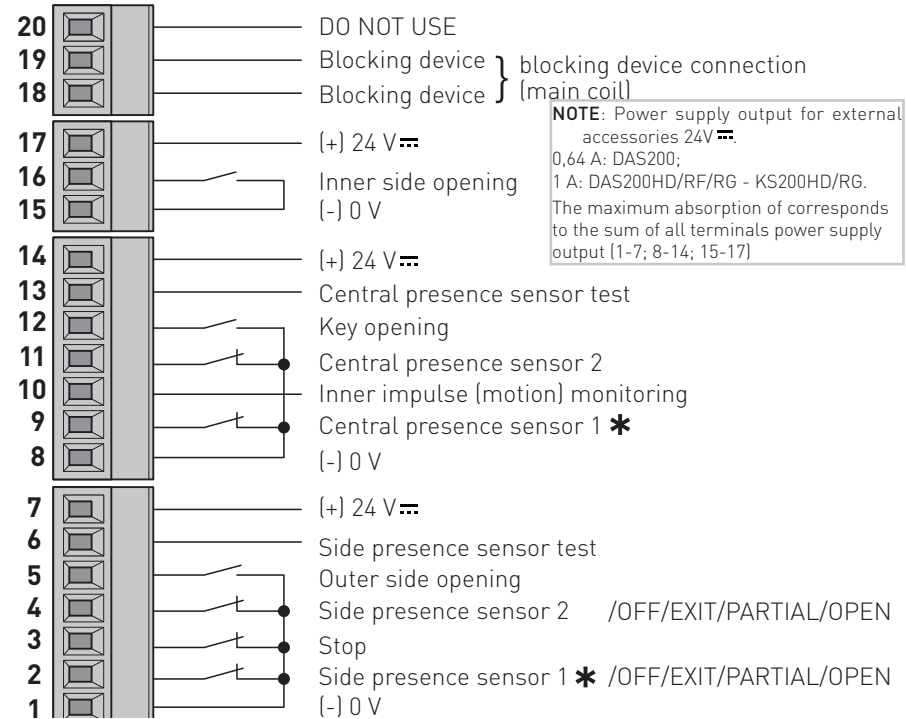 20 DO NOT USE
19 Blocking device } blocking device connection
18 Blocking device (main coil)
NOTE: Power supply output for external
accessories 24V ⎓.
0,64 A: DAS200;
1 A: DAS200HD/RF/RG - KS200HD/RG.
The maximum absorption of corresponds
to the sum of all terminals power supply
output (1-7; 8-14; 15-17)
17 (+) 24 V ⎓
16 Inner side opening
15 (-) 0 V
14 (+) 24 V ⎓
13 Central presence sensor test
12 Key opening
11 Central presence sensor 2
10 Inner impulse (motion) monitoring
9 Central presence sensor 1 ✱
8 (-) 0 V
7 (+) 24 V ⎓
6 Side presence sensor test
5 Outer side opening
4 Side presence sensor 2 /OFF/EXIT/PARTIAL/OPEN
3 Stop
2 Side presence sensor 1 ✱ /OFF/EXIT/PARTIAL/OPEN
1 (-) 0 V